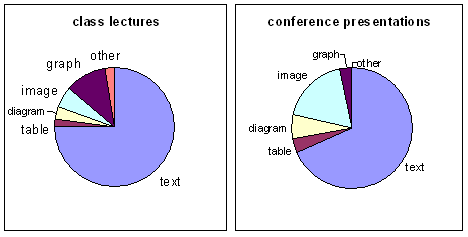 class lectures
other
graph
image
diagram
table
text
conference presentations
graph
other
image
diagram
table
text